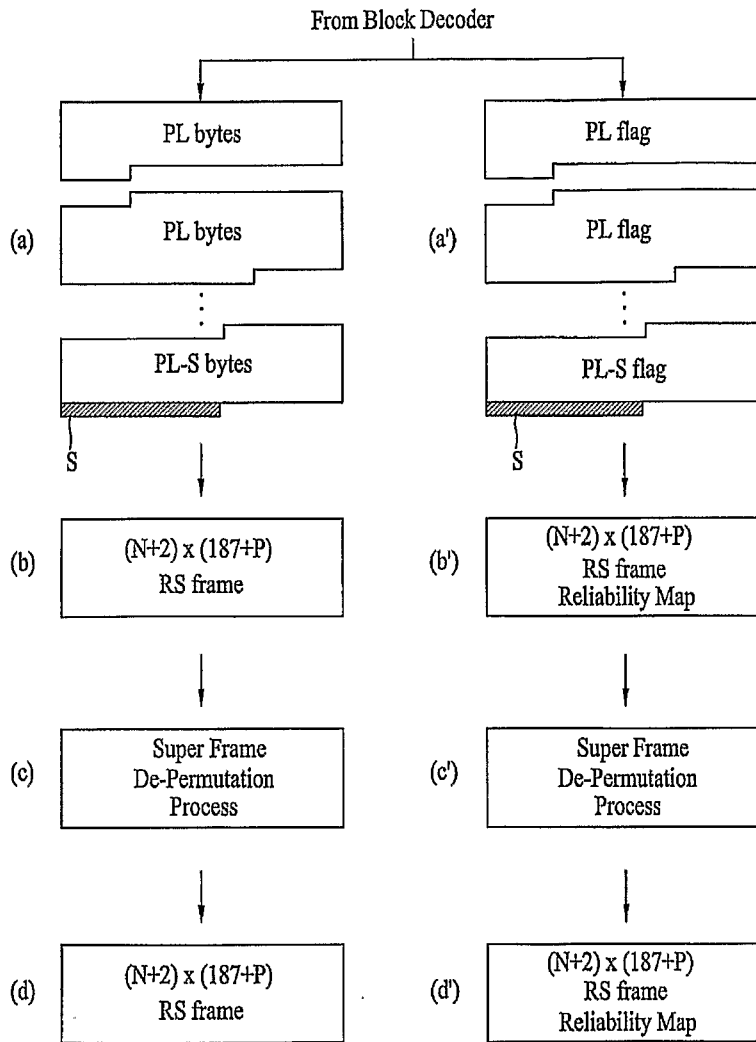 From Block Decoder
PL bytes
PL flag
(a)
PL bytes
(a')
PL flag
PL-S bytes
PL-S flag
S
S
(b)
(N+2) x (187+P)
RS frame
(b')
(N+2) x (187+P)
RS frame
Reliability Map
(c)
Super Frame
De-Permutation
Process
(c')
Super Frame
De-Permutation
Process
(d)
(N+2) x (187+P)
RS frame
(d')
(N+2) x (187+P)
RS frame
Reliability Map